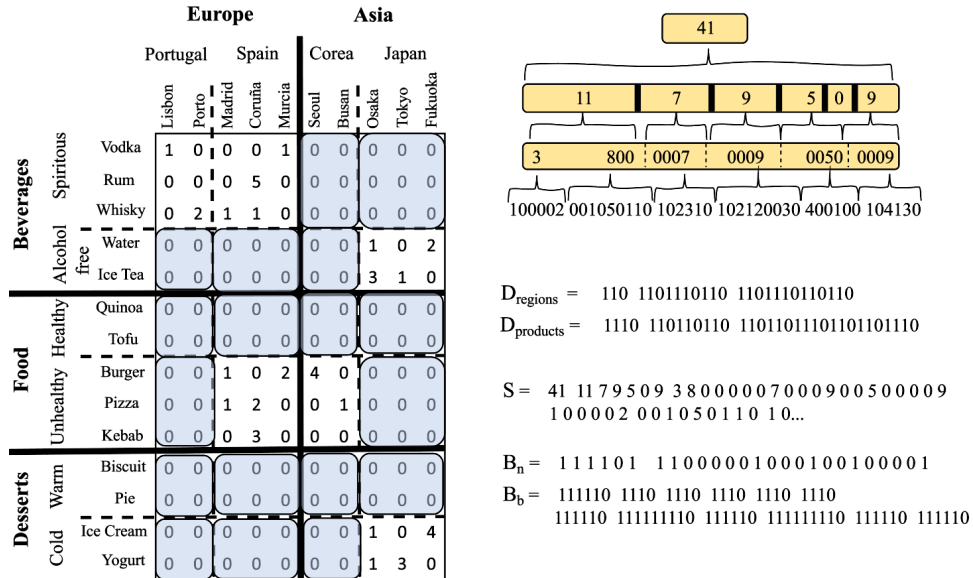 Europe Asia
Portugal Spain Corea Japan
Lisbon Porto Madrid Coruña Murcia Seoul Busan Osaka Tokyo Fukuoka
Beverages
Spiritous
Vodka 1 0 0 0 1 0 0 0 0 0
Rum 0 0 0 5 0 0 0 0 0 0
Whisky 0 2 1 1 0 0 0 0 0 0
Alcohol free
Water 0 0 0 0 0 0 0 1 0 2
Ice Tea 0 0 0 0 0 0 0 3 1 0
Food
Healthy
Quinoa 0 0 0 0 0 0 0 0 0 0
Tofu 0 0 0 0 0 0 0 0 0 0
Unhealthy
Burger 0 0 1 0 2 4 0 0 0 0
Pizza 0 0 1 2 0 0 1 0 0 0
Kebab 0 0 0 3 0 0 0 0 0 0
Desserts
Warm
Biscuit 0 0 0 0 0 0 0 0 0 0
Pie 0 0 0 0 0 0 0 0 0 0
Cold
Ice Cream 0 0 0 0 0 0 0 1 0 4
Yogurt 0 0 0 0 0 0 0 1 3 0
41
11 7 9 5 0 9
3 800 0007 0009 0050 0009
100002 001050110 102310 102120030 400100 104130
Dregions = 110 1101110110 1101110110110
Dproducts = 1110 110110110 110110111011011101110
S = 41 11 7 9 5 0 9 3 8 0 0 0 0 0 7 0 0 0 9 0 0 5 0 0 0 0 9
1 0 0 0 0 2 0 0 1 0 5 0 1 1 0 1 0...
Bn = 1 1 1 1 0 1 1 1 0 0 0 0 0 0 1 0 0 0 1 0 0 1 0 0 0 0 1
Bb = 111110 1110 1110 1110 1110 1110
111110 111111110 111110 111111110 111110 111110